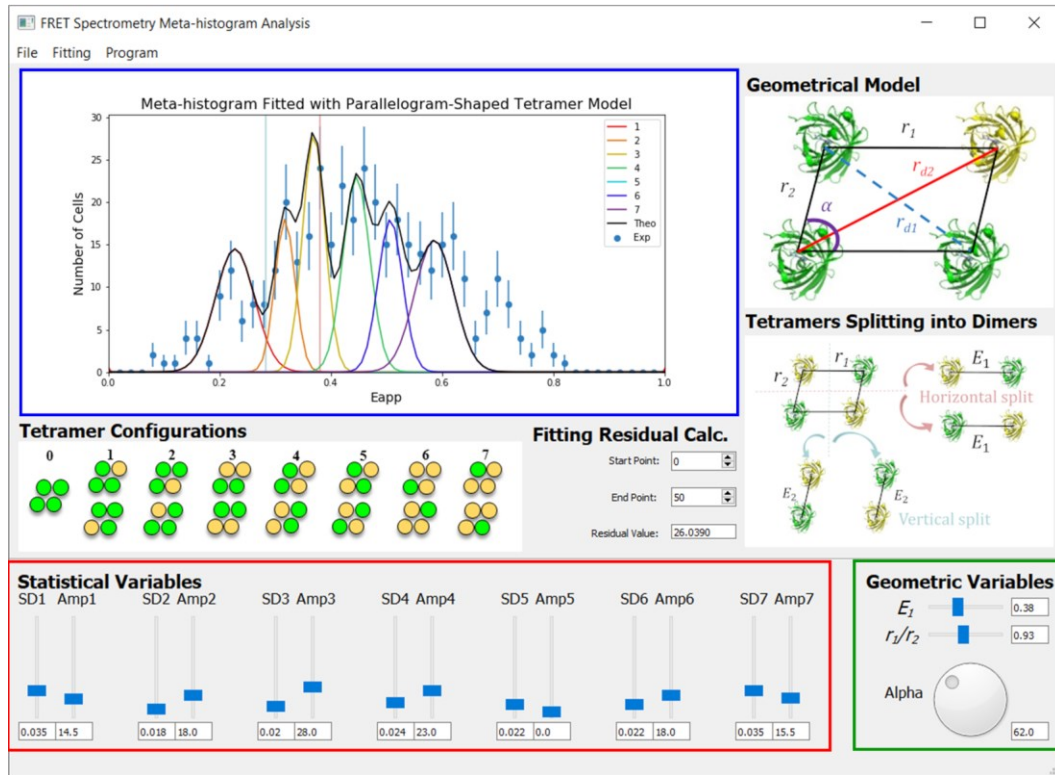 FRET Spectrometry Meta-histogram Analysis
File Fitting Program
Meta-histogram Fitted with Parallelogram-Shaped Tetramer Model
30
25
20
15
10
5
0
Number of Cells
0.0 0.2 0.4 0.6 0.8 1.0
Eapp
1
2
3
4
5
6
7
Theo
Exp
Geometrical Model
r1
r2
rd2
rd1
α
Tetramers Splitting into Dimers
r1
r2
E1
Horizontal split
E1
E2
E2
Vertical split
Tetramer Configurations
0 1 2 3 4 5 6 7
Fitting Residual Calc.
Start Point: 0
End Point: 50
Residual Value: 26.0390
Statistical Variables
SD1 Amp1 SD2 Amp2 SD3 Amp3 SD4 Amp4 SD5 Amp5 SD6 Amp6 SD7 Amp7
0.035 14.5 0.018 18.0 0.02 28.0 0.024 23.0 0.022 0.0 0.022 18.0 0.035 15.5
Geometric Variables
E1 0.38
r1/r2 0.93
Alpha
62.0